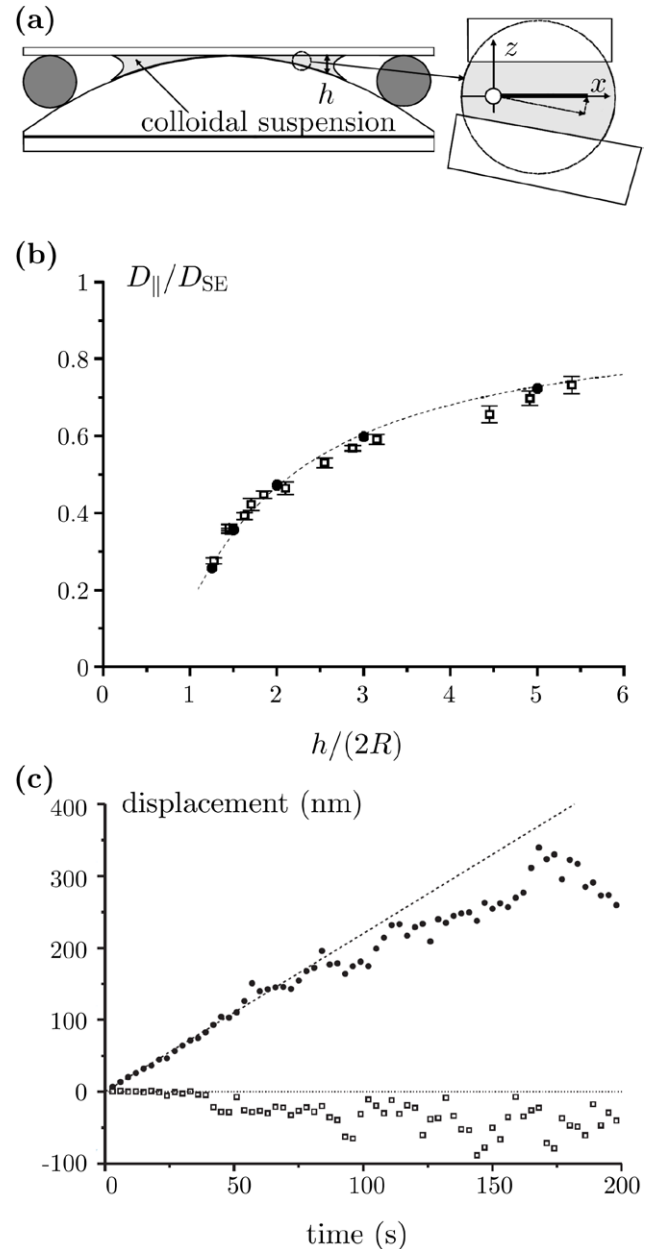 (a)
z
h
x
colloidal suspension
(b)
D∥/D_SE
1
0.8
0.6
0.4
0.2
0
0 1 2 3 4 5 6
h/(2R)
(c)
displacement (nm)
400
300
200
100
0
-100
0 50 100 150 200
time (s)